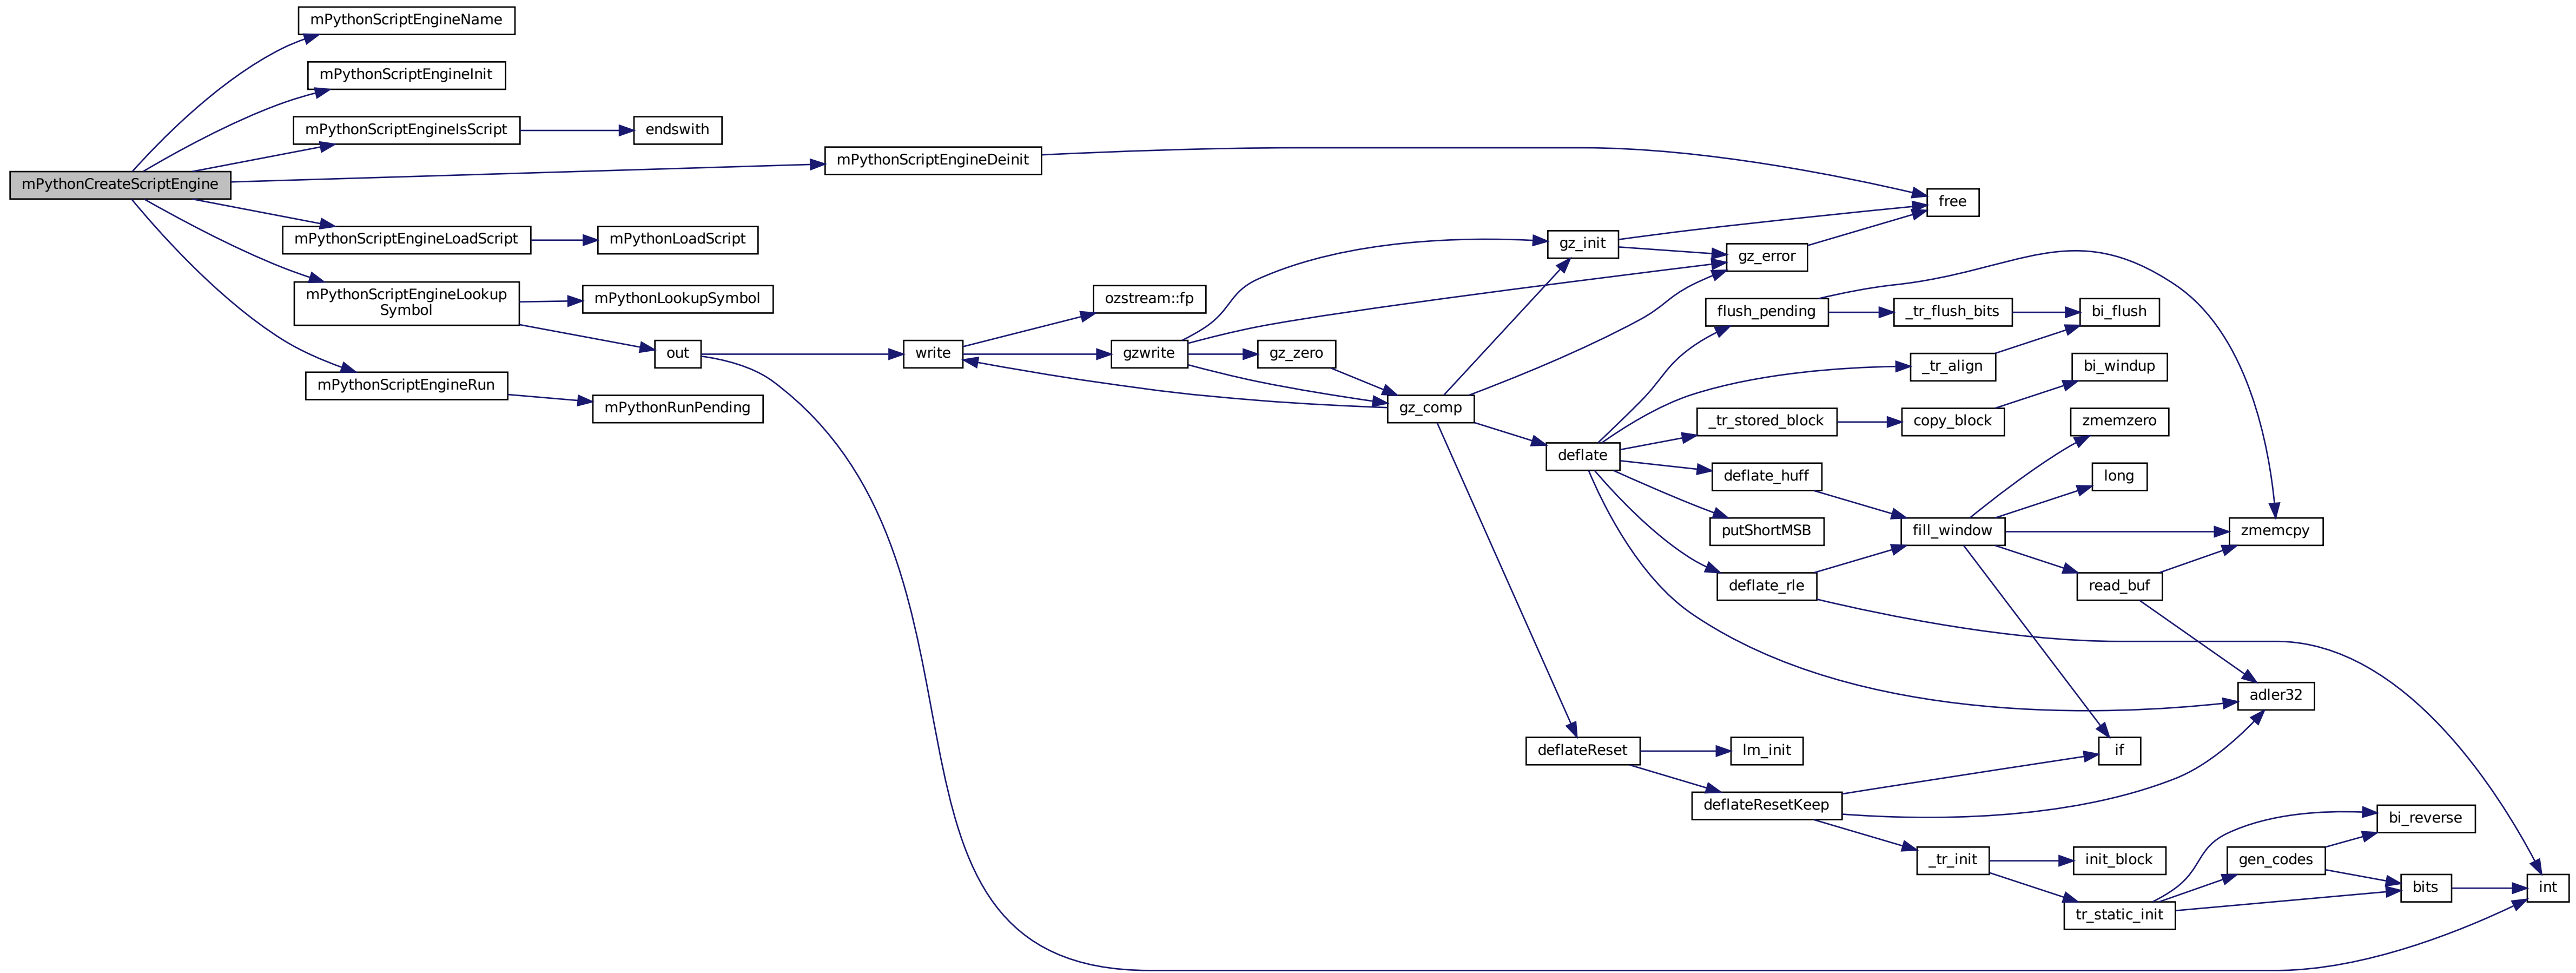 mPythonCreateScriptEngine
mPythonScriptEngineName
mPythonScriptEngineInit
mPythonScriptEngineIsScript
endswith
mPythonScriptEngineDeinit
mPythonScriptEngineLoadScript
mPythonLoadScript
mPythonScriptEngineLookup
Symbol
mPythonLookupSymbol
out
mPythonScriptEngineRun
mPythonRunPending
write
ozstream::fp
gzwrite
gz_zero
gz_comp
gz_init
gz_error
free
deflate
flush_pending
_tr_flush_bits
bi_flush
_tr_align
_tr_stored_block
copy_block
bi_windup
deflate_huff
putShortMSB
deflate_rle
fill_window
zmemzero
long
zmemcpy
read_buf
adler32
if
deflateReset
lm_init
deflateResetKeep
_tr_init
init_block
tr_static_init
gen_codes
bi_reverse
bits
int